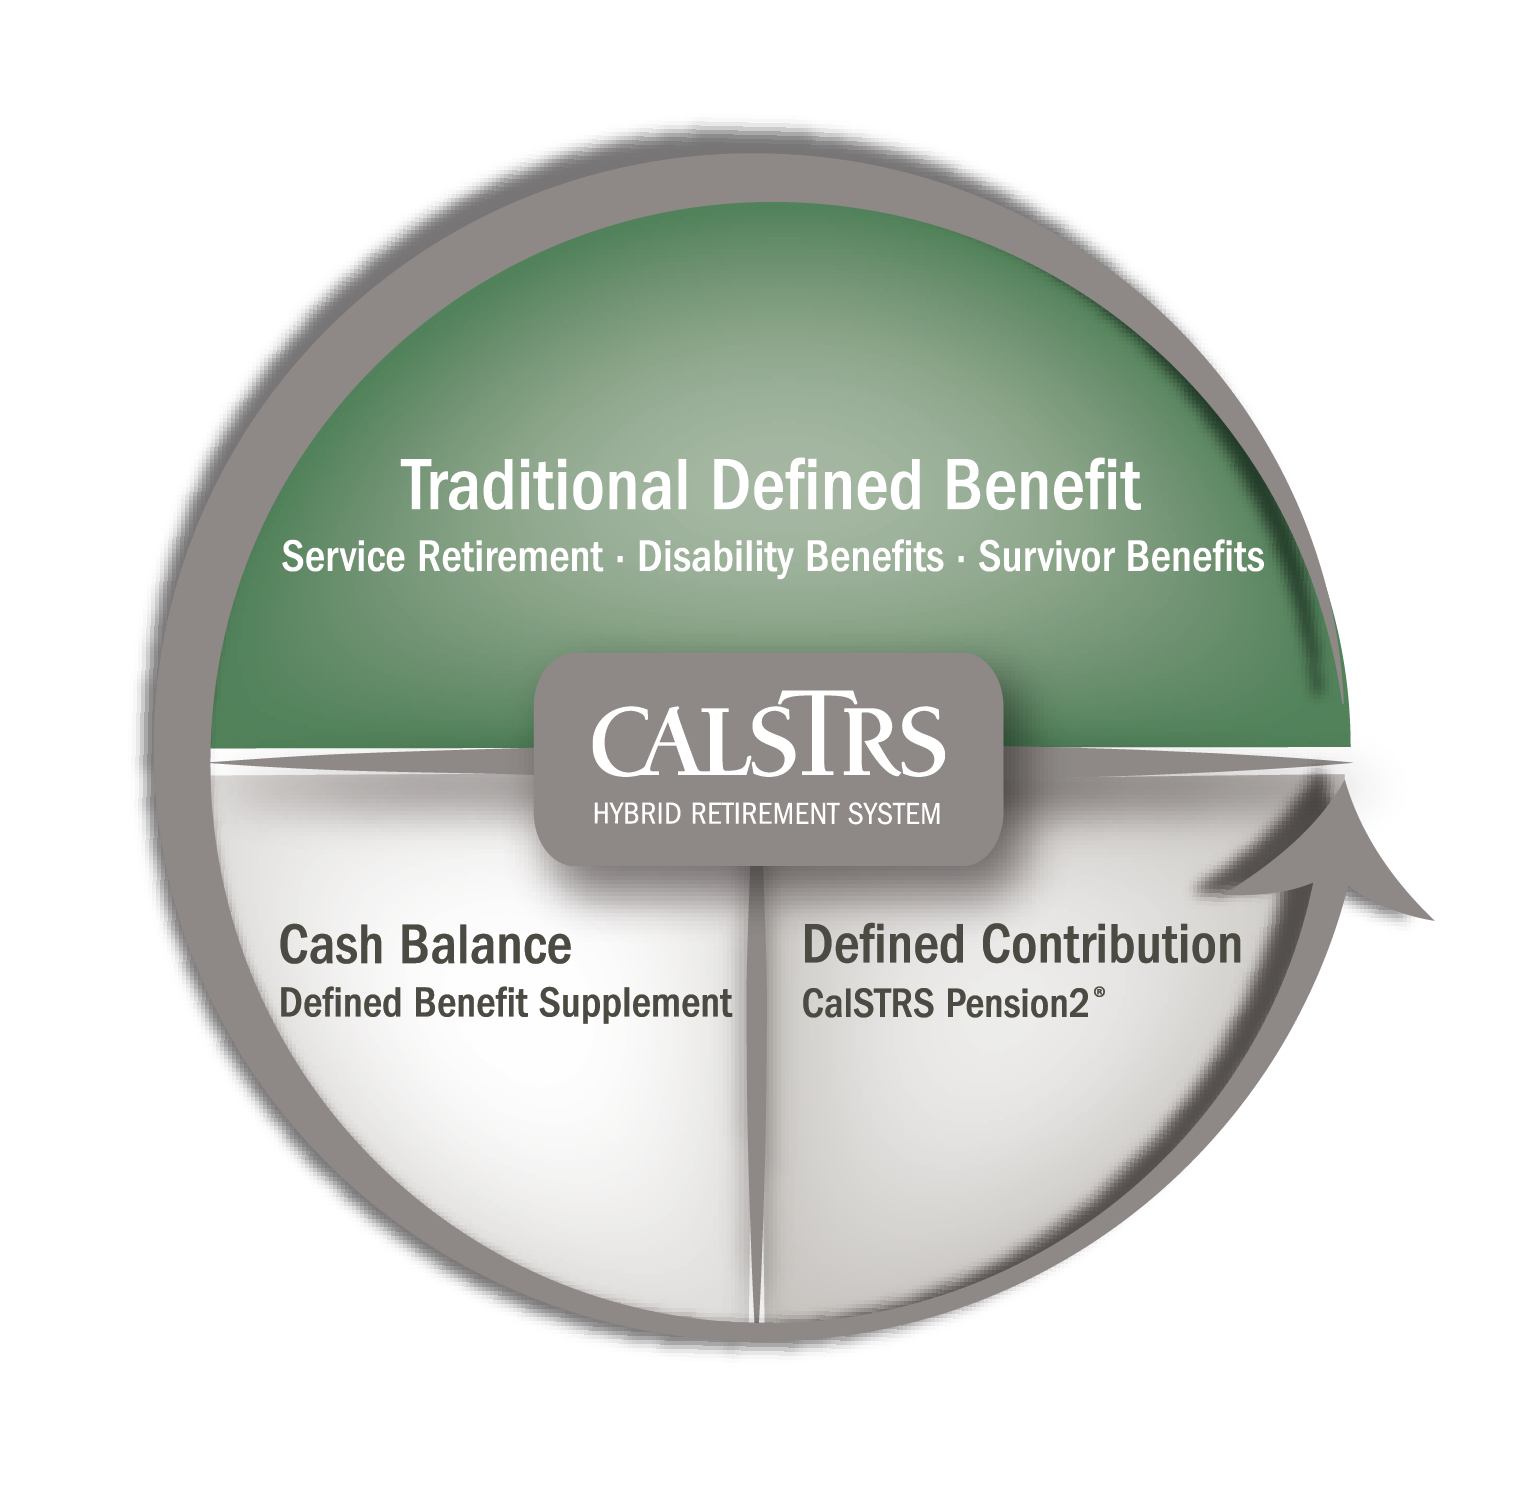 Traditional Defined Benefit
Service Retirement · Disability Benefits · Survivor Benefits
CALSTRS
HYBRID RETIREMENT SYSTEM
Cash Balance
Defined Benefit Supplement
Defined Contribution
CalSTRS Pension2®